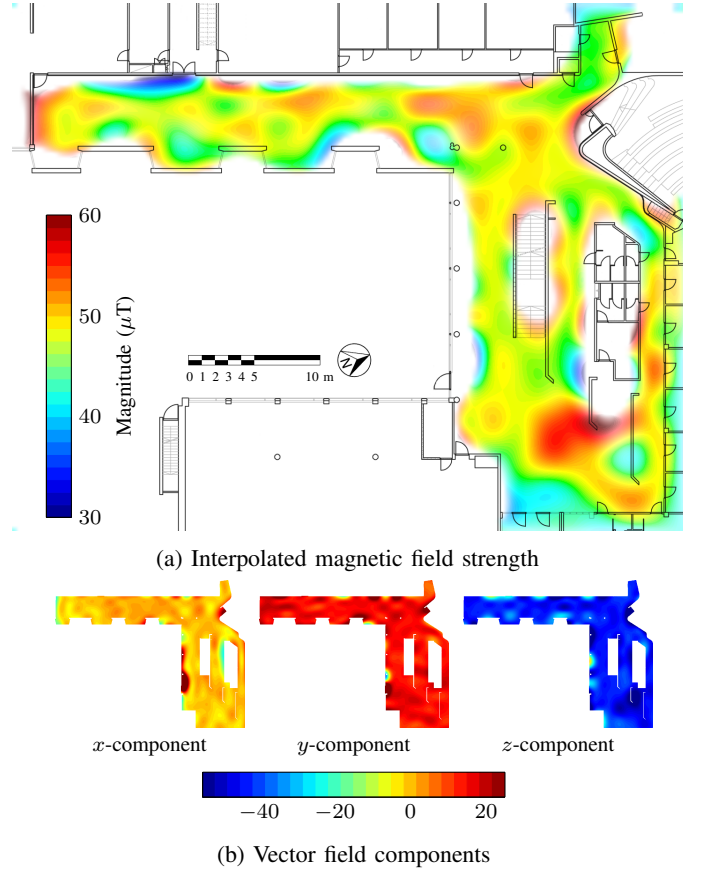 60
50
40
30
Magnitude (μT)
0 1 2 3 4 5 10 m
N
(a) Interpolated magnetic field strength
x-component y-component z-component
−40 −20 0 20
(b) Vector field components